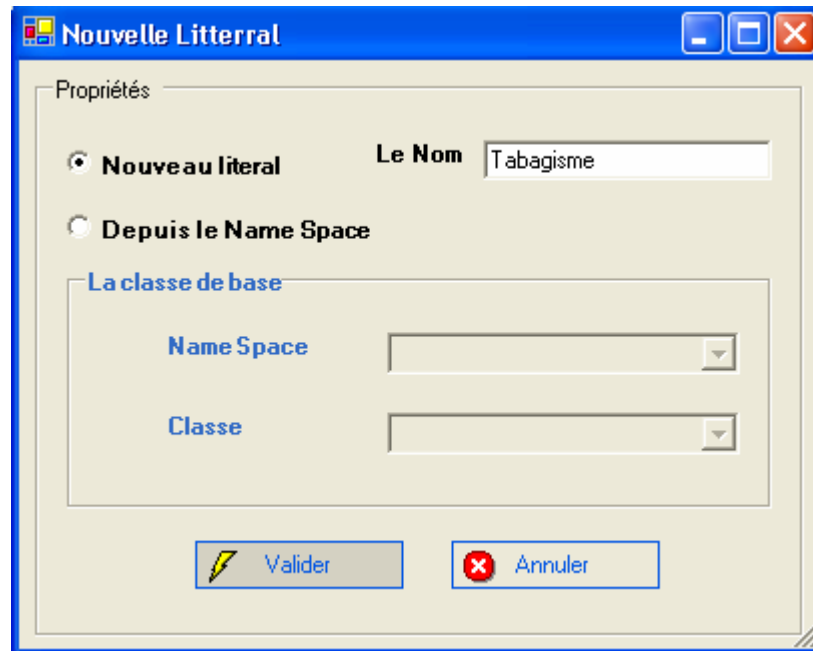 Nouvelle Litterral
Propriétés
Nouveau literal
Le Nom
Tabagisme
Depuis le Name Space
La classe de base
Name Space
Classe
Valider
Annuler